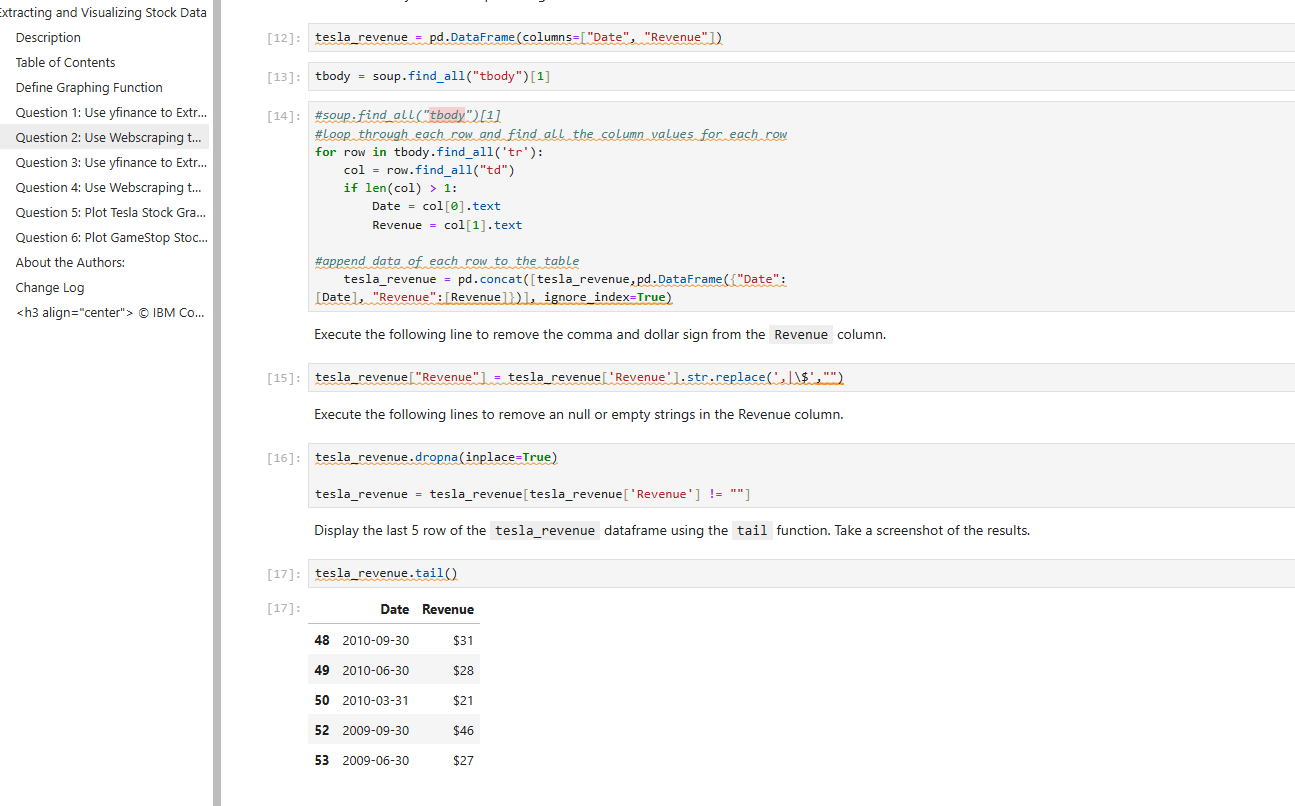 Extracting and Visualizing Stock Data
Description
Table of Contents
Define Graphing Function
Question 1: Use yfinance to Extr...
Question 2: Use Webscraping t...
Question 3: Use yfinance to Extr...
Question 4: Use Webscraping t...
Question 5: Plot Tesla Stock Gra...
Question 6: Plot GameStop Stoc...
About the Authors:
Change Log
<h3 align="center"> © IBM Co...
[12]: tesla_revenue = pd.DataFrame(columns=["Date", "Revenue"])
[13]: tbody = soup.find_all("tbody")[1]
[14]: #soup.find_all("tbody")[1]
#loop through each row and find all the column values for each row
for row in tbody.find_all('tr'):
    col = row.find_all("td")
    if len(col) > 1:
        Date = col[0].text
        Revenue = col[1].text
#append data of each row to the table
    tesla_revenue = pd.concat([tesla_revenue,pd.DataFrame({"Date":
[Date], "Revenue":[Revenue]})], ignore_index=True)
Execute the following line to remove the comma and dollar sign from the Revenue column.
[15]: tesla_revenue["Revenue"] = tesla_revenue['Revenue'].str.replace(',|\$',"")
Execute the following lines to remove an null or empty strings in the Revenue column.
[16]: tesla_revenue.dropna(inplace=True)
tesla_revenue = tesla_revenue[tesla_revenue['Revenue'] != ""]
Display the last 5 row of the tesla_revenue dataframe using the tail function. Take a screenshot of the results.
[17]: tesla_revenue.tail()
[17]: Date Revenue
48 2010-09-30 $31
49 2010-06-30 $28
50 2010-03-31 $21
52 2009-09-30 $46
53 2009-06-30 $27